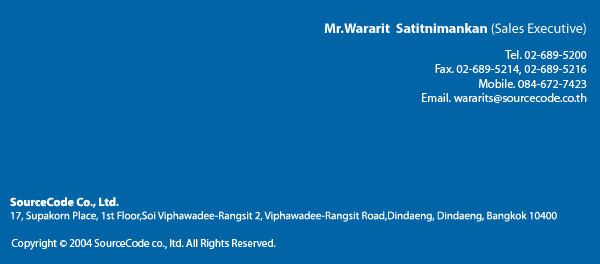 Mr.Wararit Satitnimankan (Sales Executive)
Tel. 02-689-5200
Fax. 02-689-5214, 02-689-5216
Mobile. 084-672-7423
Email. wararits@sourcecode.co.th
SourceCode Co., Ltd.
17, Supakorn Place, 1st Floor,Soi Viphawadee-Rangsit 2, Viphawadee-Rangsit Road,Dindaeng, Dindaeng, Bangkok 10400
Copyright © 2004 SourceCode co., ltd. All Rights Reserved.